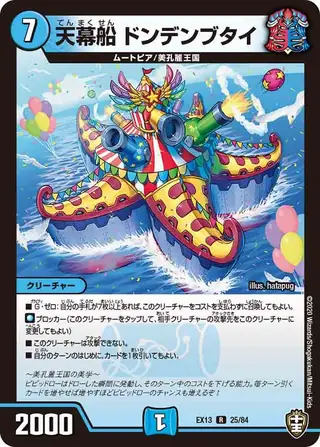 7
てんまくせん
天幕船 ドンデンブタイ
ムートピア/美孔麗王国
illus. hatapug
クリーチャー
■G・ゼロ:自分の手札が7枚以上あれば、このクリーチャーをコストを支払わずに召喚してもよい。
ブロッカー(このクリーチャーをタップして、相手クリーチャーの攻撃先をこのクリーチャーに
変更してもよい)
■このクリーチャーは攻撃できない。
■自分のターンのはじめに、カードを1枚引いてもよい。
〜美孔麗王国の美学〜
ビビッドローはドローした瞬間に発動し、そのターン中のコストを下げる能力。毎ターン引く
カードを増やせば増やすほどビビッドローのチャンスも増えるぞ!
2000
EX13 R 25/84
©2020 Wizards/Shogakukan/Mitsui-Kids